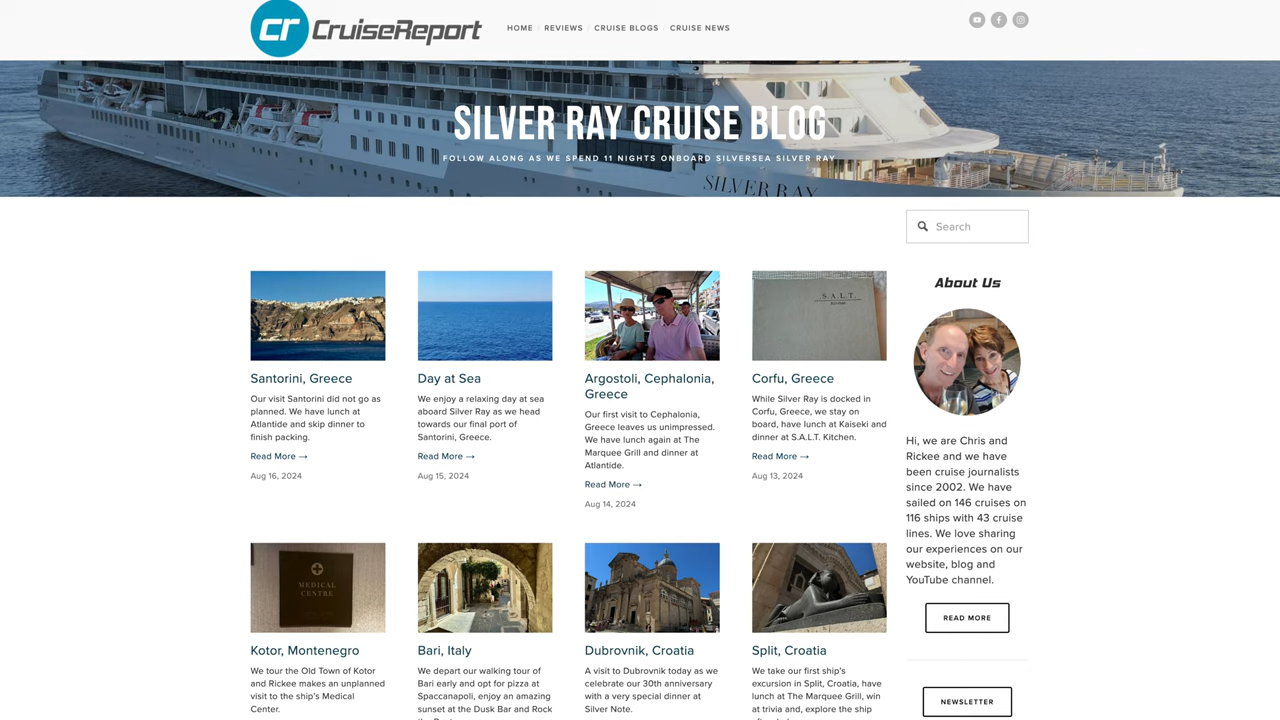 cr CruiseReport
HOME / REVIEWS / CRUISE BLOGS / CRUISE NEWS
SILVER RAY CRUISE BLOG
FOLLOW ALONG AS WE SPEND 11 NIGHTS ONBOARD SILVERSEA SILVER RAY
SILVER RAY
Search
About Us
S.A.L.T.
Santorini, Greece
Our visit Santorini did not go as
planned. We have lunch at
Atlantide and skip dinner to
finish packing.
Read More →
Aug 16, 2024
Day at Sea
We enjoy a relaxing day at sea
aboard Silver Ray as we head
towards our final port of
Santorini, Greece.
Read More →
Aug 15, 2024
Argostoli, Cephalonia,
Greece
Our first visit to Cephalonia,
Greece leaves us unimpressed.
We have lunch again at The
Marquee Grill and dinner at
Atlantide.
Read More →
Aug 14, 2024
Corfu, Greece
While Silver Ray is docked in
Corfu, Greece, we stay on
board, have lunch at Kaiseki and
dinner at S.A.L.T. Kitchen.
Read More →
Aug 13, 2024
Hi, we are Chris and
Rickee and we have
been cruise journalists
since 2002. We have
sailed on 146 cruises on
116 ships with 43 cruise
lines. We love sharing
our experiences on our
website, blog and
YouTube channel.
READ MORE
MEDICAL
CENTRE
Kotor, Montenegro
We tour the Old Town of Kotor
and Rickee makes an unplanned
visit to the ship's Medical
Center.
Bari, Italy
We depart our walking tour of
Bari early and opt for pizza at
Spaccanapoli, enjoy an amazing
sunset at the Dusk Bar and Rock
Dubrovnik, Croatia
A visit to Dubrovnik today as we
celebrate our 30th anniversary
with a very special dinner at
Silver Note.
Split, Croatia
We take our first ship's
excursion in Split, Croatia, have
lunch at The Marquee Grill, win
at trivia and, explore the ship
NEWSLETTER